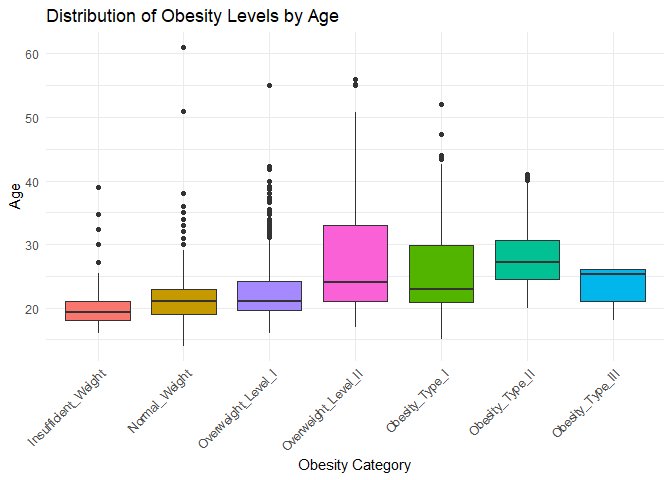 Distribution of Obesity Levels by Age
60
50
40
30
20
Age
Insufficient_Weight
Normal_Weight
Overweight_Level_I
Overweight_Level_II
Obesity_Type_I
Obesity_Type_II
Obesity_Type_III
Obesity Category